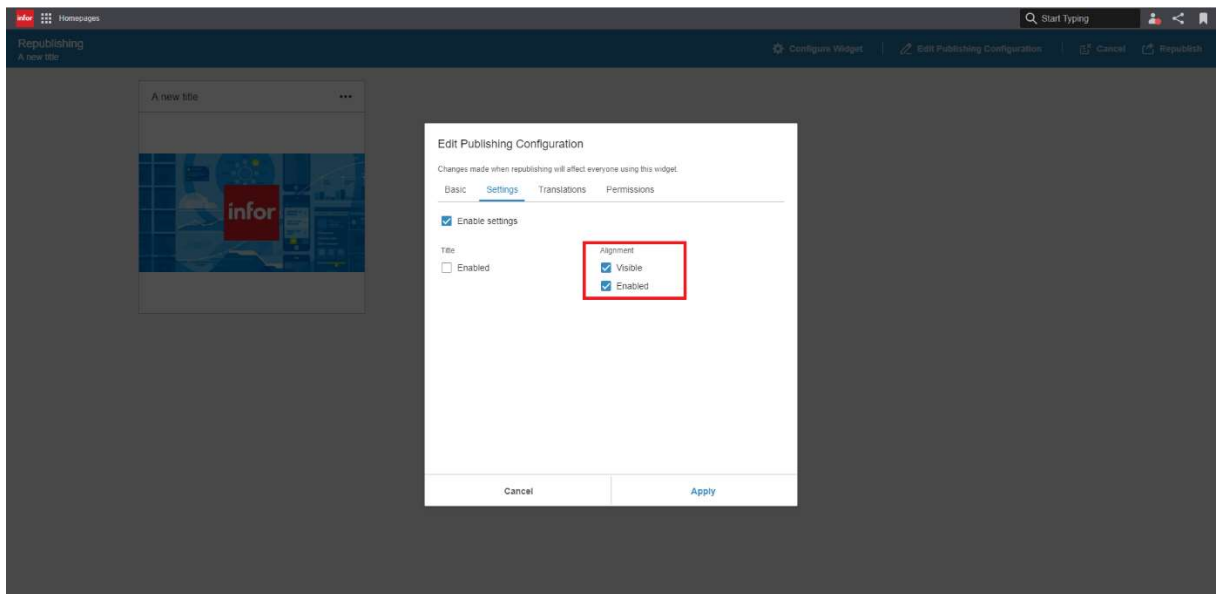 infor Homepages Start Typing
Republishing
A new title
Configure Widget Edit Publishing Configuration Cancel Republish
A new title
infor
Edit Publishing Configuration
Changes made when republishing will affect everyone using this widget.
Basic Settings Translations Permissions
Enable settings
Title Alignment
Enabled Visible
Enabled
Cancel Apply